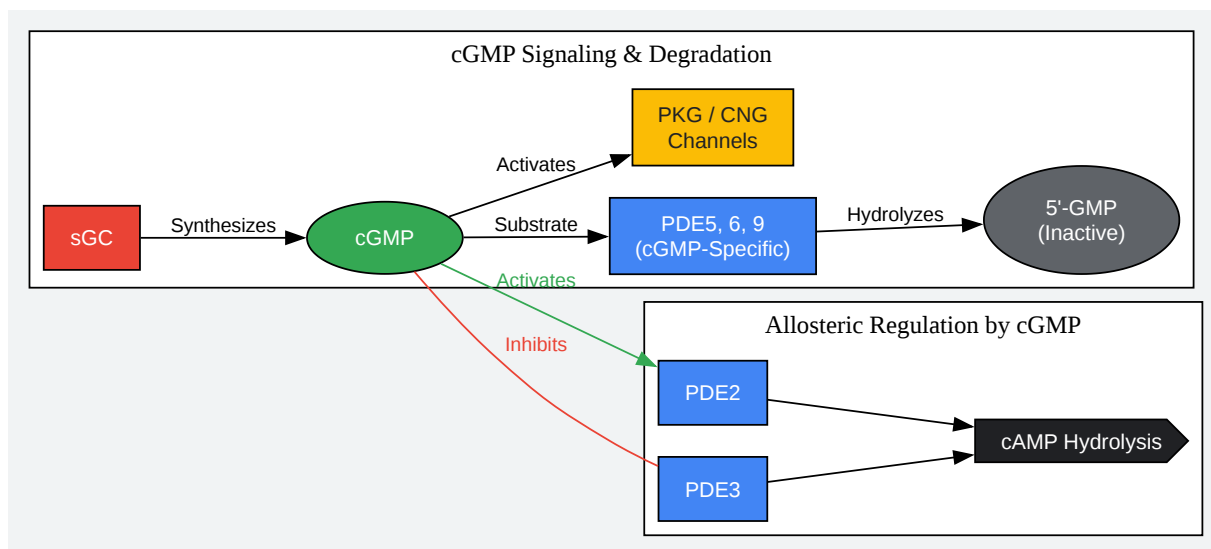 cGMP Signaling & Degradation
PKG / CNG
Channels
Activates
sGC
Synthesizes
cGMP
Substrate
PDE5, 6, 9
(cGMP-Specific)
Hydrolyzes
5'-GMP
(Inactive)
Activates
Inhibits
Allosteric Regulation by cGMP
PDE2
cAMP Hydrolysis
PDE3